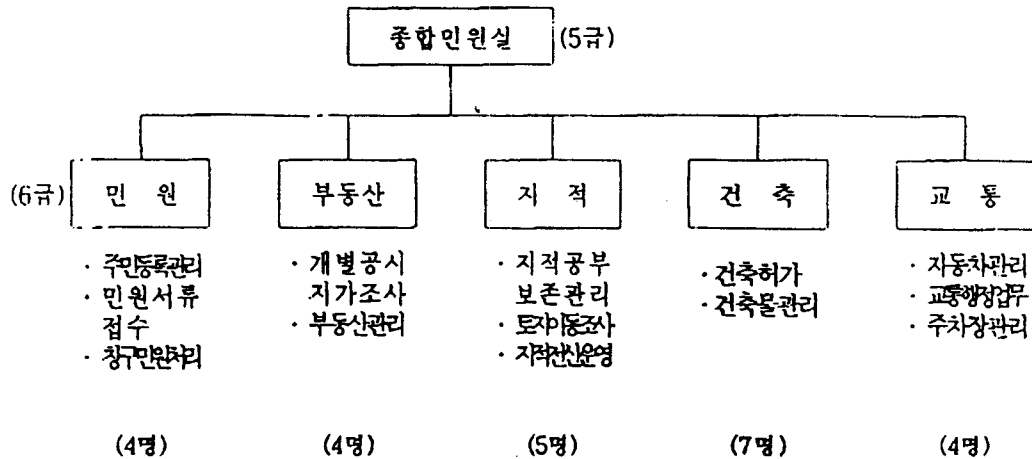 종합민원실 (5급)
(6급) 민 원
· 주민등록관리
· 민원서류
접수
· 창구민원처리
(4명)
부동산
· 개별공시
지가조사
· 부동산관리
(4명)
지 적
· 지적공부
보존관리
· 토지이동조사
· 지적전산운영
(5명)
건 축
· 건축허가
· 건축물관리
(7명)
교 통
· 자동차관리
· 교통행정업무
· 주차장관리
(4명)